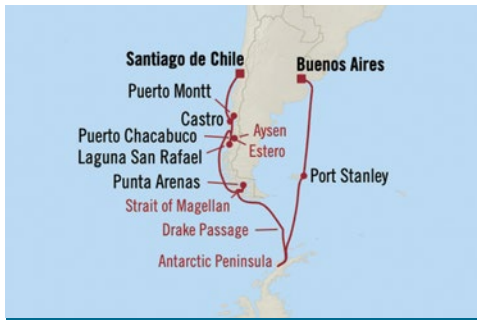 Santiago de Chile
Buenos Aires
Puerto Montt
Castro
Puerto Chacabuco
Aysen
Laguna San Rafael
Estero
Punta Arenas
Port Stanley
Strait of Magellan
Drake Passage
Antarctic Peninsula